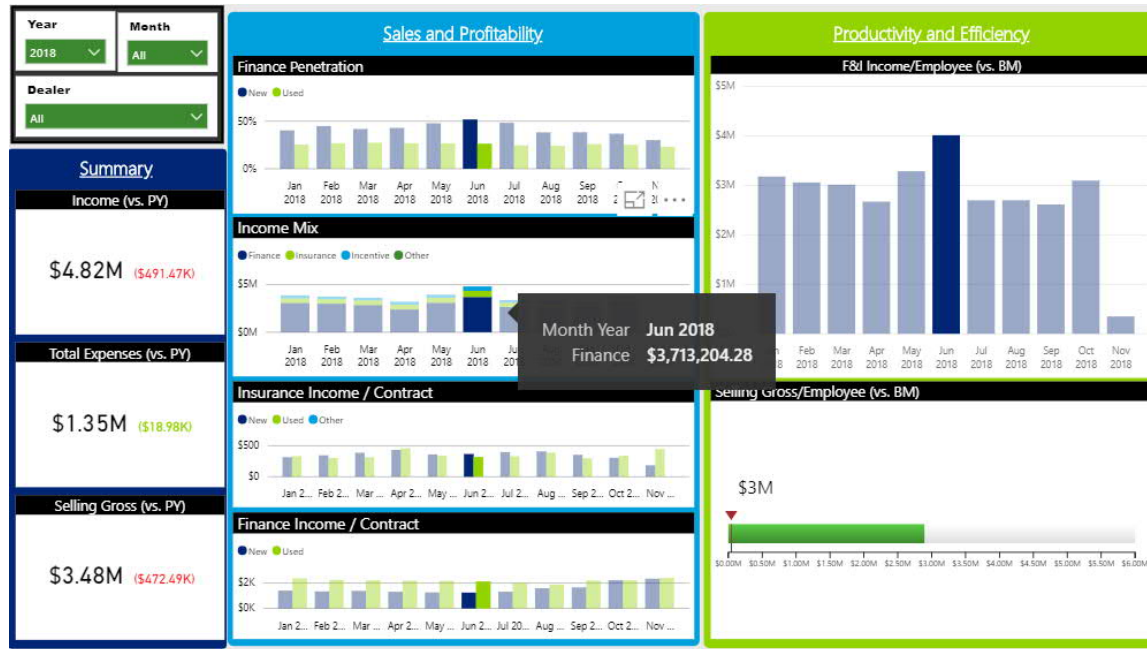 Year
Month
2018
All
Dealer
All
Summary
Income (vs. PY)
$4.82M ($491.47K)
Total Expenses (vs. PY)
$1.35M ($18.98K)
Selling Gross (vs. PY)
$3.48M ($472.49K)
Sales and Profitability
Finance Penetration
New Used
50%
0%
Jan Feb Mar Apr May Jun Jul Aug Sep
2018 2018 2018 2018 2018 2018 2018 2018 2018
Income Mix
Finance Insurance Incentive Other
$5M
$0M
Jan Feb Mar Apr May Jun
2018 2018 2018 2018 2018 2018
Month Year Jun 2018
Finance $3,713,204.28
Insurance Income / Contract
New Used Other
$500
$0
Jan 2... Feb 2... Mar ... Apr 2... May ... Jun 2... Jul 2... Aug ... Sep 2... Oct 2... Nov ...
Finance Income / Contract
New Used
$2K
$0K
Jan 2... Feb 2... Mar ... Apr 2... May ... Jun 2... Jul 20... Aug ... Sep 2... Oct 2... Nov ...
Productivity and Efficiency
F&I Income/Employee (vs. BM)
$5M
$4M
$3M
$2M
$1M
Feb Mar Apr May Jun Jul Aug Sep Oct Nov
2018 2018 2018 2018 2018 2018 2018 2018 2018 2018
Selling Gross/Employee (vs. BM)
$3M
$0.00M $0.50M $1.00M $1.50M $2.00M $2.50M $3.00M $3.50M $4.00M $4.50M $5.00M $5.50M $6.00M